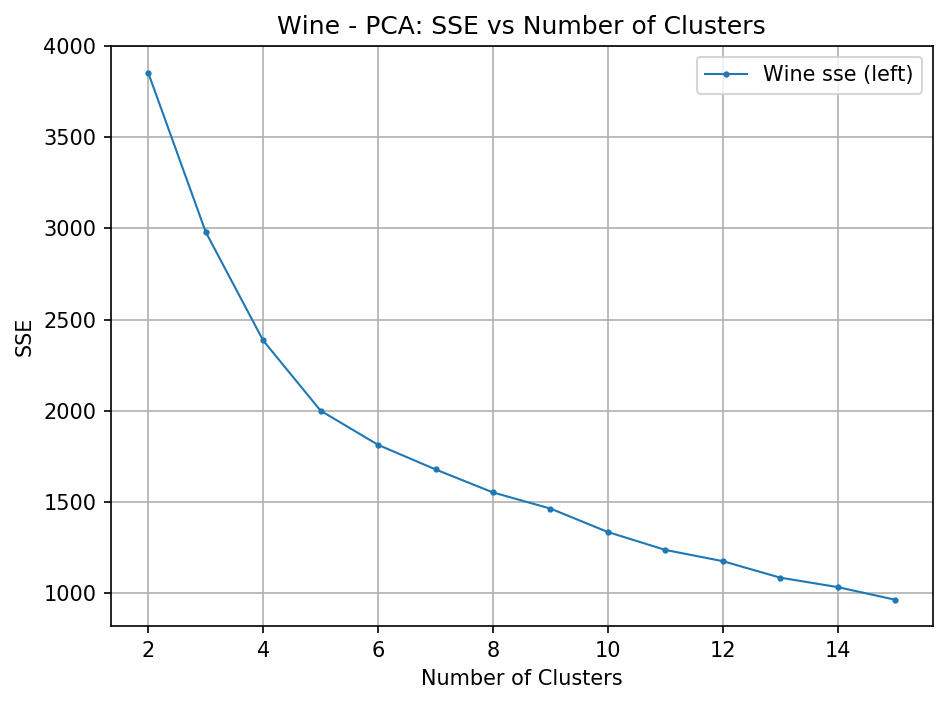 Wine - PCA: SSE vs Number of Clusters
Wine sse (left)
4000
3500
3000
2500
2000
1500
1000
SSE
2 4 6 8 10 12 14
Number of Clusters